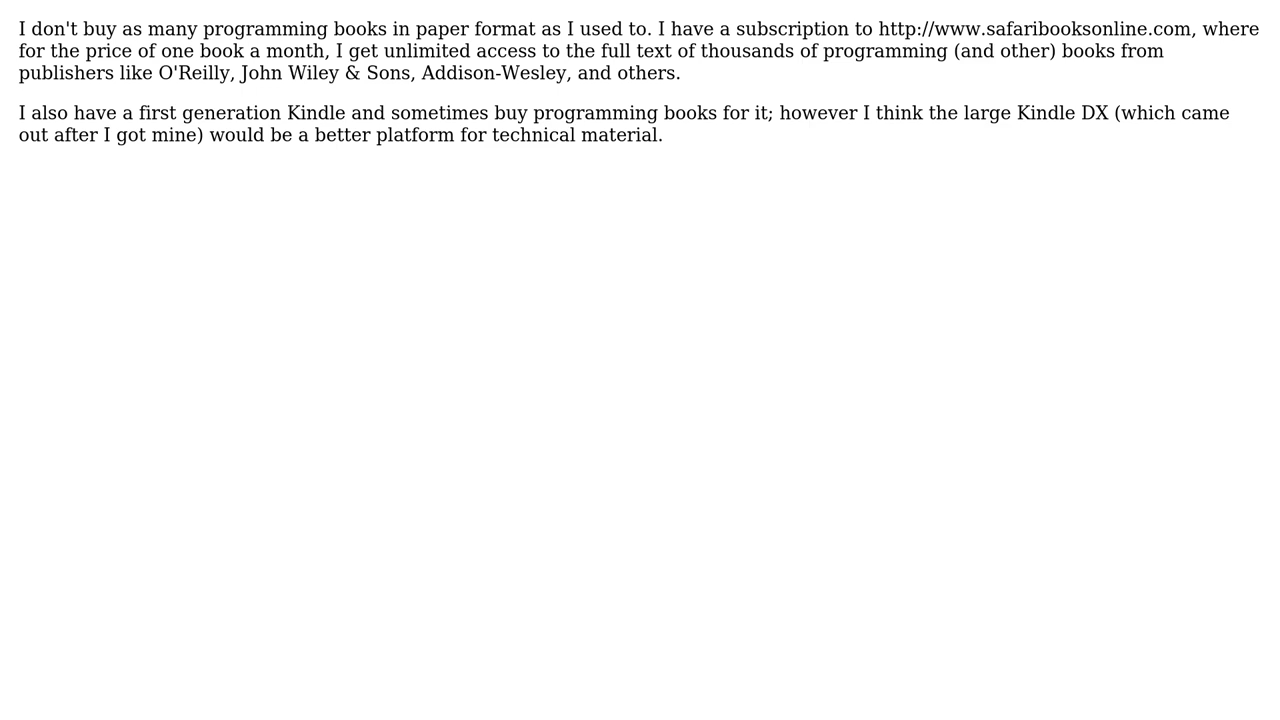 I don't buy as many programming books in paper format as I used to. I have a subscription to http://www.safaribooksonline.com, where
for the price of one book a month, I get unlimited access to the full text of thousands of programming (and other) books from
publishers like O'Reilly, John Wiley & Sons, Addison-Wesley, and others.
I also have a first generation Kindle and sometimes buy programming books for it; however I think the large Kindle DX (which came
out after I got mine) would be a better platform for technical material.